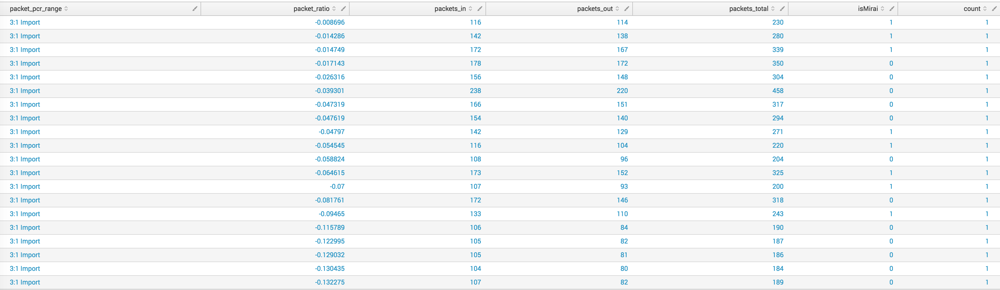 packet_pcr_range packet_ratio packets_in packets_out packets_total isMirai count
3:1 Import -0.008696 116 114 230 1 1
3:1 Import -0.014286 142 138 280 1 1
3:1 Import -0.014749 172 167 339 1 1
3:1 Import -0.017143 178 172 350 0 1
3:1 Import -0.026316 156 148 304 0 1
3:1 Import -0.039301 238 220 458 0 1
3:1 Import -0.047319 166 151 317 0 1
3:1 Import -0.047619 154 140 294 0 1
3:1 Import -0.04797 142 129 271 1 1
3:1 Import -0.054545 116 104 220 1 1
3:1 Import -0.058824 108 96 204 0 1
3:1 Import -0.064615 173 152 325 1 1
3:1 Import -0.07 107 93 200 1 1
3:1 Import -0.081761 172 146 318 0 1
3:1 Import -0.09465 133 110 243 1 1
3:1 Import -0.115789 106 84 190 0 1
3:1 Import -0.122995 105 82 187 0 1
3:1 Import -0.129032 105 81 186 0 1
3:1 Import -0.130435 104 80 184 0 1
3:1 Import -0.132275 107 82 189 0 1